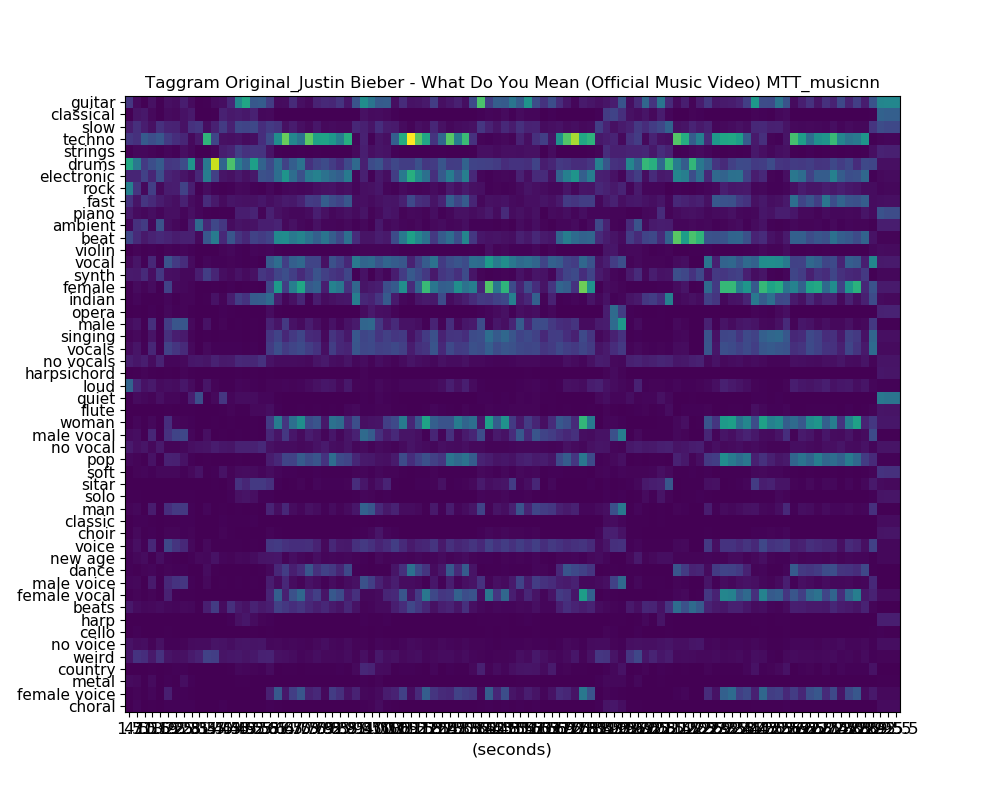 Taggram Original_Justin Bieber - What Do You Mean (Official Music Video) MTT_musicnn
guitar
classical
slow
techno
strings
drums
electronic
rock
fast
piano
ambient
beat
violin
vocal
synth
female
indian
opera
male
singing
vocals
no vocals
harpsichord
loud
quiet
flute
woman
male vocal
no vocal
pop
soft
sitar
solo
man
classic
choir
voice
new age
dance
male voice
female vocal
beats
harp
cello
no voice
weird
country
metal
female voice
choral
(seconds)